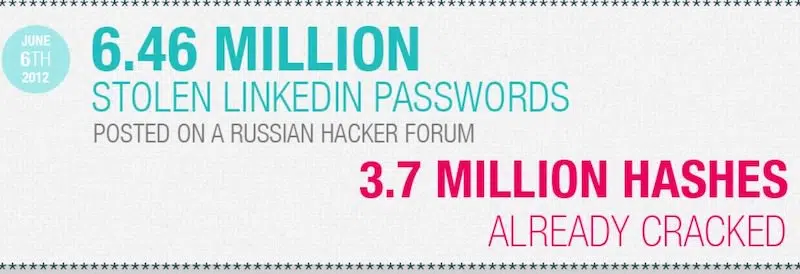 JUNE
6TH
2012
6.46 MILLION
STOLEN LINKEDIN PASSWORDS
POSTED ON A RUSSIAN HACKER FORUM
3.7 MILLION HASHES
ALREADY CRACKED